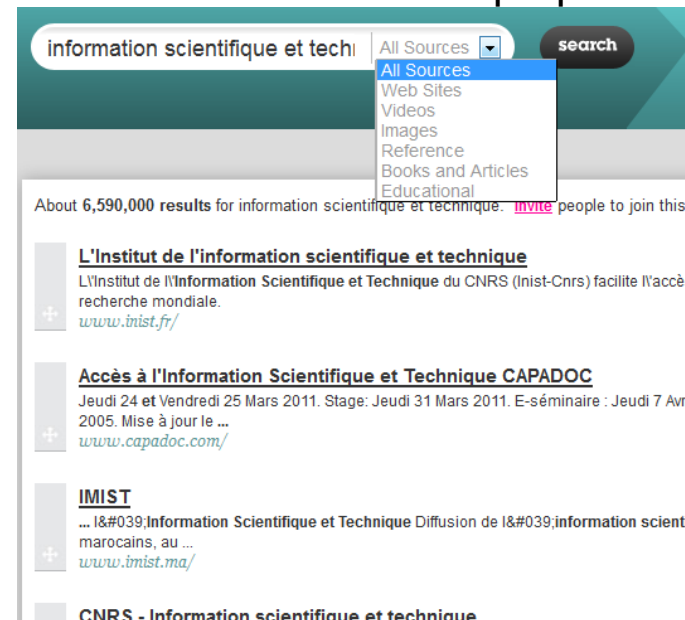 information scientifique et techı All Sources search
All Sources
Web Sites
Videos
Images
Reference
Books and Articles
Educational
About 6,590,000 results for information scientifique et technique. Invite people to join this
L'Institut de l'information scientifique et technique
L\'Institut de l\'Information Scientifique et Technique du CNRS (Inist-Cnrs) facilite l\'accè
recherche mondiale.
www.inist.fr/
Accès à l'Information Scientifique et Technique CAPADOC
Jeudi 24 et Vendredi 25 Mars 2011. Stage: Jeudi 31 Mars 2011. E-séminaire : Jeudi 7 Avr
2005. Mise à jour le ...
www.capadoc.com/
IMIST
... l&#039;Information Scientifique et Technique Diffusion de l&#039;information scient
marocains, au ...
www.imist.ma/
CNRS - Information scientifique et technique